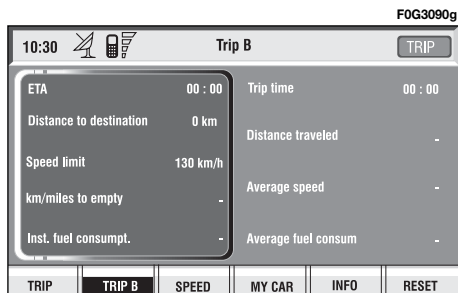 F0G3090g
10:30 Trip B TRIP
ETA 00 : 00
Distance to destination 0 km
Speed limit 130 km/h
km/miles to empty -
Inst. fuel consumpt. -
Trip time 00 : 00
Distance traveled -
Average speed -
Average fuel consum -
TRIP TRIP B SPEED MY CAR INFO RESET